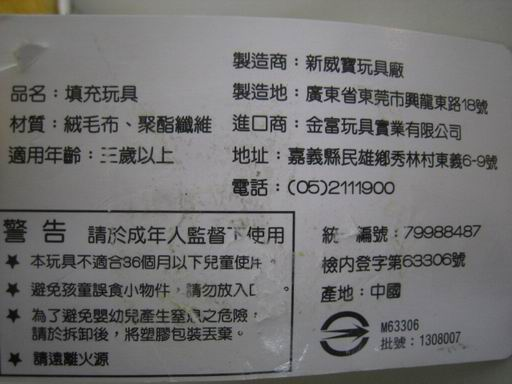 製造商：新威寶玩具廠
品名：填充玩具
製造地：廣東省東莞市興龍東路18號
材質：絨毛布、聚酯纖維
進口商：金富玩具實業有限公司
適用年齡：三歲以上
地址：嘉義縣民雄鄉秀林村東義6-9號
電話：(05)2111900
警告 請於成年人監督下使用
★ 本玩具不適合36個月以下兒童使用。
★ 避免孩童誤食小物件，請勿放入口。
★ 為了避免嬰幼兒產生窒息之危險，
請於拆卸後，將塑膠包裝丟棄。
★ 請遠離火源
統 編號：79988487
檢內登字第63306號
產地：中國
M63306
批號：1308007